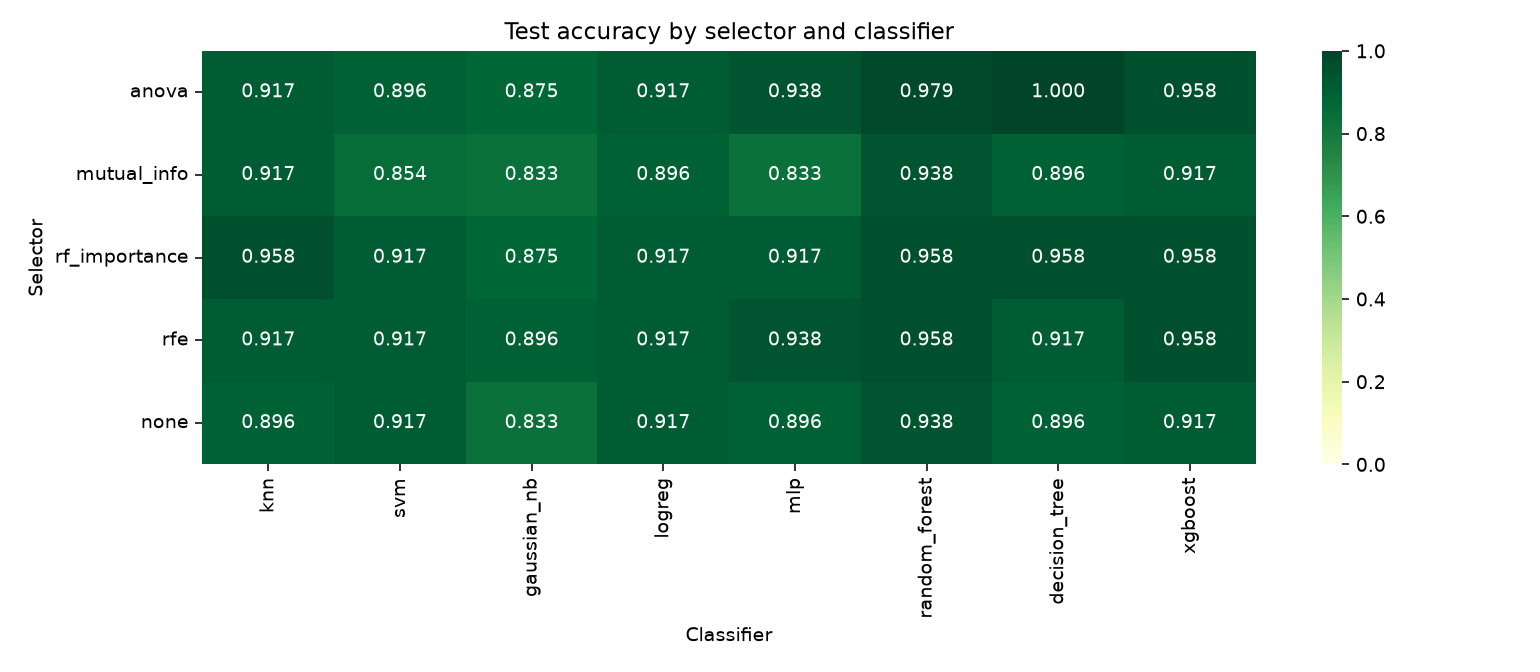 Test accuracy by selector and classifier
Selector
anova 0.917 0.896 0.875 0.917 0.938 0.979 1.000 0.958
mutual_info 0.917 0.854 0.833 0.896 0.833 0.938 0.896 0.917
rf_importance 0.958 0.917 0.875 0.917 0.917 0.958 0.958 0.958
rfe 0.917 0.917 0.896 0.917 0.938 0.958 0.917 0.958
none 0.896 0.917 0.833 0.917 0.896 0.938 0.896 0.917
knn svm gaussian_nb logreg mlp random_forest decision_tree xgboost
Classifier
1.0
0.8
0.6
0.4
0.2
0.0